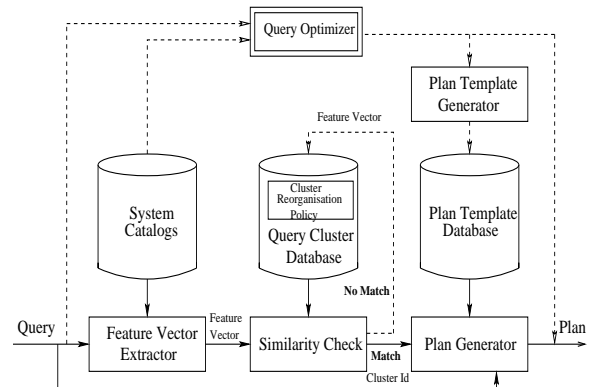 Query Optimizer
Plan Template
Generator
Feature Vector
System
Catalogs
Cluster
Reorganisation
Policy
Query Cluster
Database
Plan Template
Database
No Match
Query
Feature Vector
Extractor
Feature
Vector
Similarity Check
Match
Cluster Id
Plan Generator
Plan